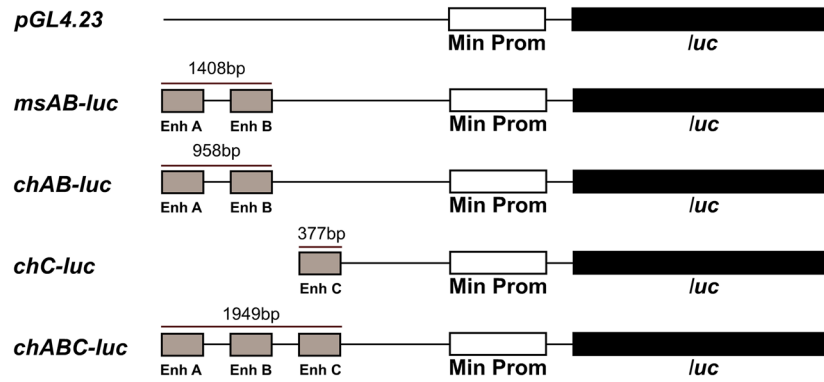 pGL4.23
Min Prom luc
1408bp
msAB-luc
Enh A Enh B Min Prom luc
958bp
chAB-luc
Enh A Enh B Min Prom luc
377bp
chC-luc
Enh C Min Prom luc
1949bp
chABC-luc
Enh A Enh B Enh C Min Prom luc